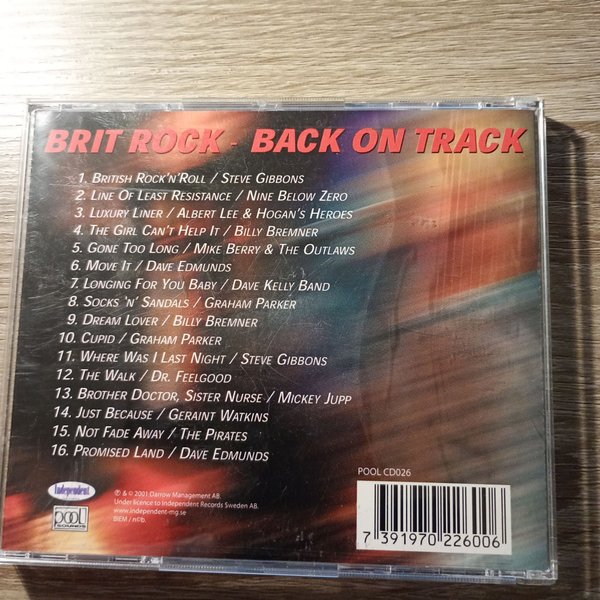 BRIT ROCK - BACK ON TRACK
1. BRITISH ROCK'N'ROLL / STEVE GIBBONS
2. LINE OF LEAST RESISTANCE / NINE BELOW ZERO
3. LUXURY LINER / ALBERT LEE & HOGAN'S HEROES
4. THE GIRL CAN'T HELP IT / BILLY BREMNER
5. GONE TOO LONG / MIKE BERRY & THE OUTLAWS
6. MOVE IT / DAVE EDMUNDS
7. LONGING FOR YOU BABY / DAVE KELLY BAND
8. SOCKS 'N' SANDALS / GRAHAM PARKER
9. DREAM LOVER / BILLY BREMNER
10. CUPID / GRAHAM PARKER
11. WHERE WAS I LAST NIGHT / STEVE GIBBONS
12. THE WALK / DR. FEELGOOD
13. BROTHER DOCTOR, SISTER NURSE / MICKEY JUPP
14. JUST BECAUSE / GERAINT WATKINS
15. NOT FADE AWAY / THE PIRATES
16. PROMISED LAND / DAVE EDMUNDS
POOL CD026
Independent
℗ & © 2001 Darrow Management AB.
Under licence to Independent Records Sweden AB.
www.independent-mg.se
BIEM / n©b.
pool
SOUNDS
7 391970 226006